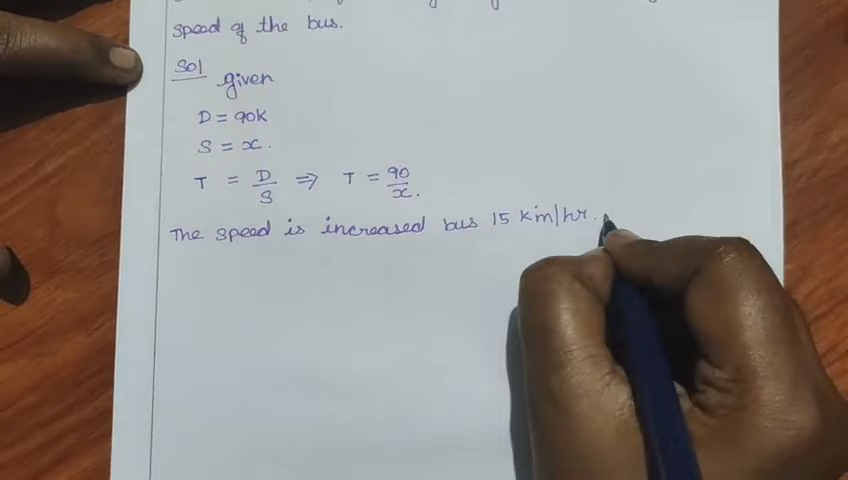 speed of the bus.
Sol
given
D = 90k
S = x.
T = D/S ⇒ T = 90/x.
The speed is increased bus 15 km/hr.